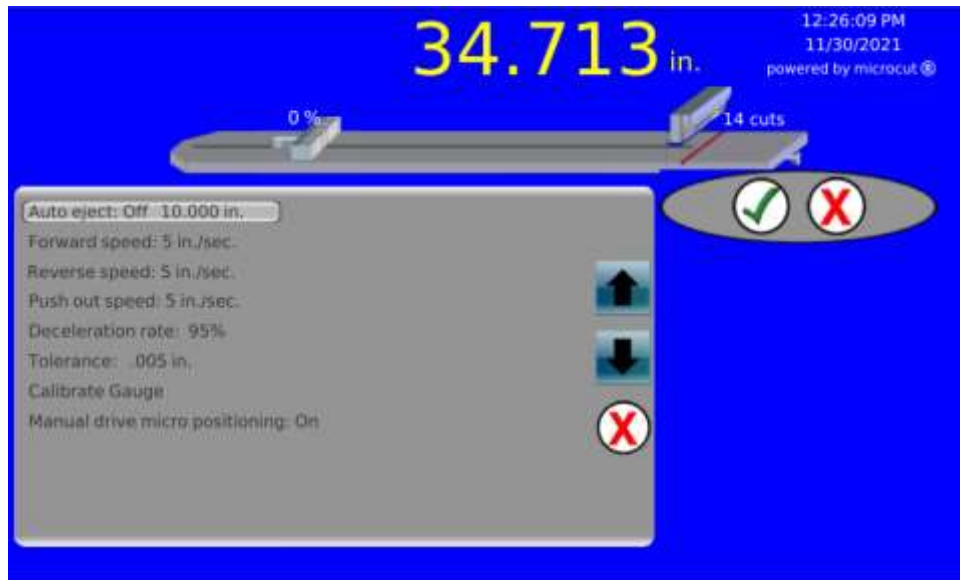 34.713 in.
12:26:09 PM
11/30/2021
powered by microcut ®
0 %
14 cuts
Auto eject: Off 10.000 in.
Forward speed: 5 in./sec.
Reverse speed: 5 in./sec.
Push out speed: 5 in./sec.
Deceleration rate: 95%
Tolerance: .005 in.
Calibrate Gauge
Manual drive micro positioning: On